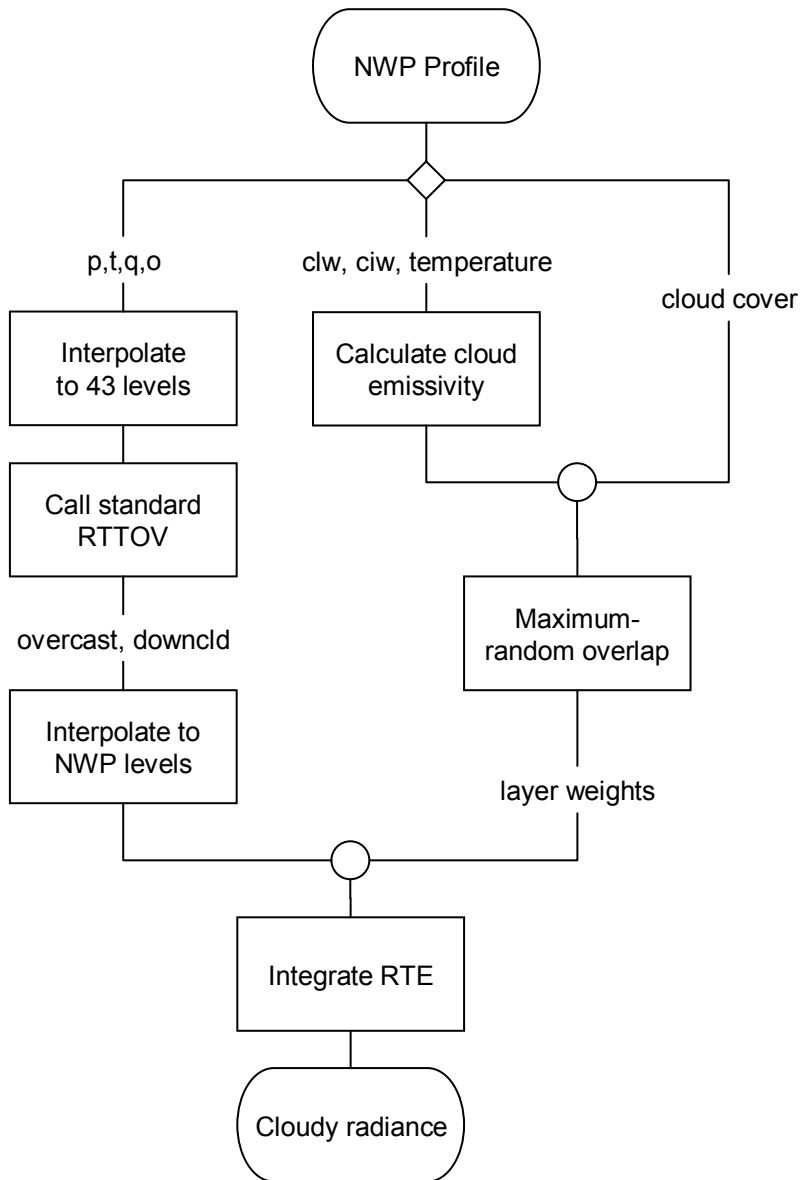 NWP Profile
p,t,q,o
clw, ciw, temperature
cloud cover
Interpolate
to 43 levels
Calculate cloud
emissivity
Call standard
RTTOV
Maximum-
random overlap
overcast, downcld
Interpolate to
NWP levels
layer weights
Integrate RTE
Cloudy radiance